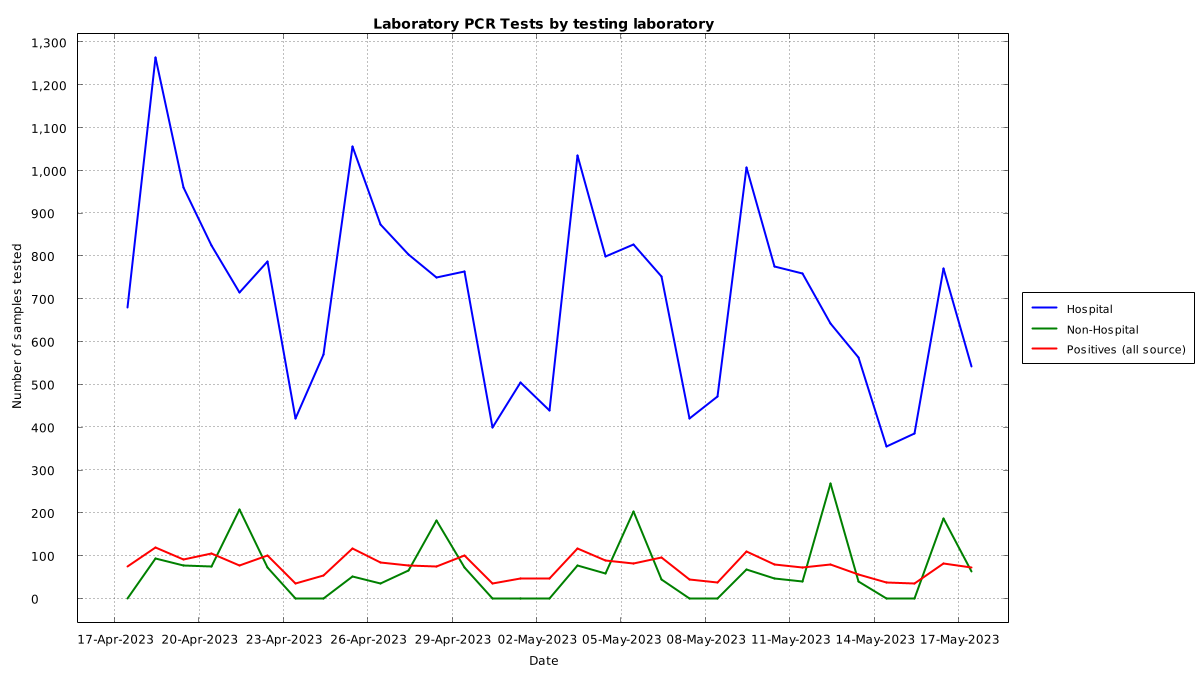 Laboratory PCR Tests by testing laboratory
1,300
1,200
1,100
1,000
900
800
700
600
500
400
300
200
100
0
Number of samples tested
17-Apr-2023 20-Apr-2023 23-Apr-2023 26-Apr-2023 29-Apr-2023 02-May-2023 05-May-2023 08-May-2023 11-May-2023 14-May-2023 17-May-2023
Date
Hospital
Non-Hospital
Positives (all source)